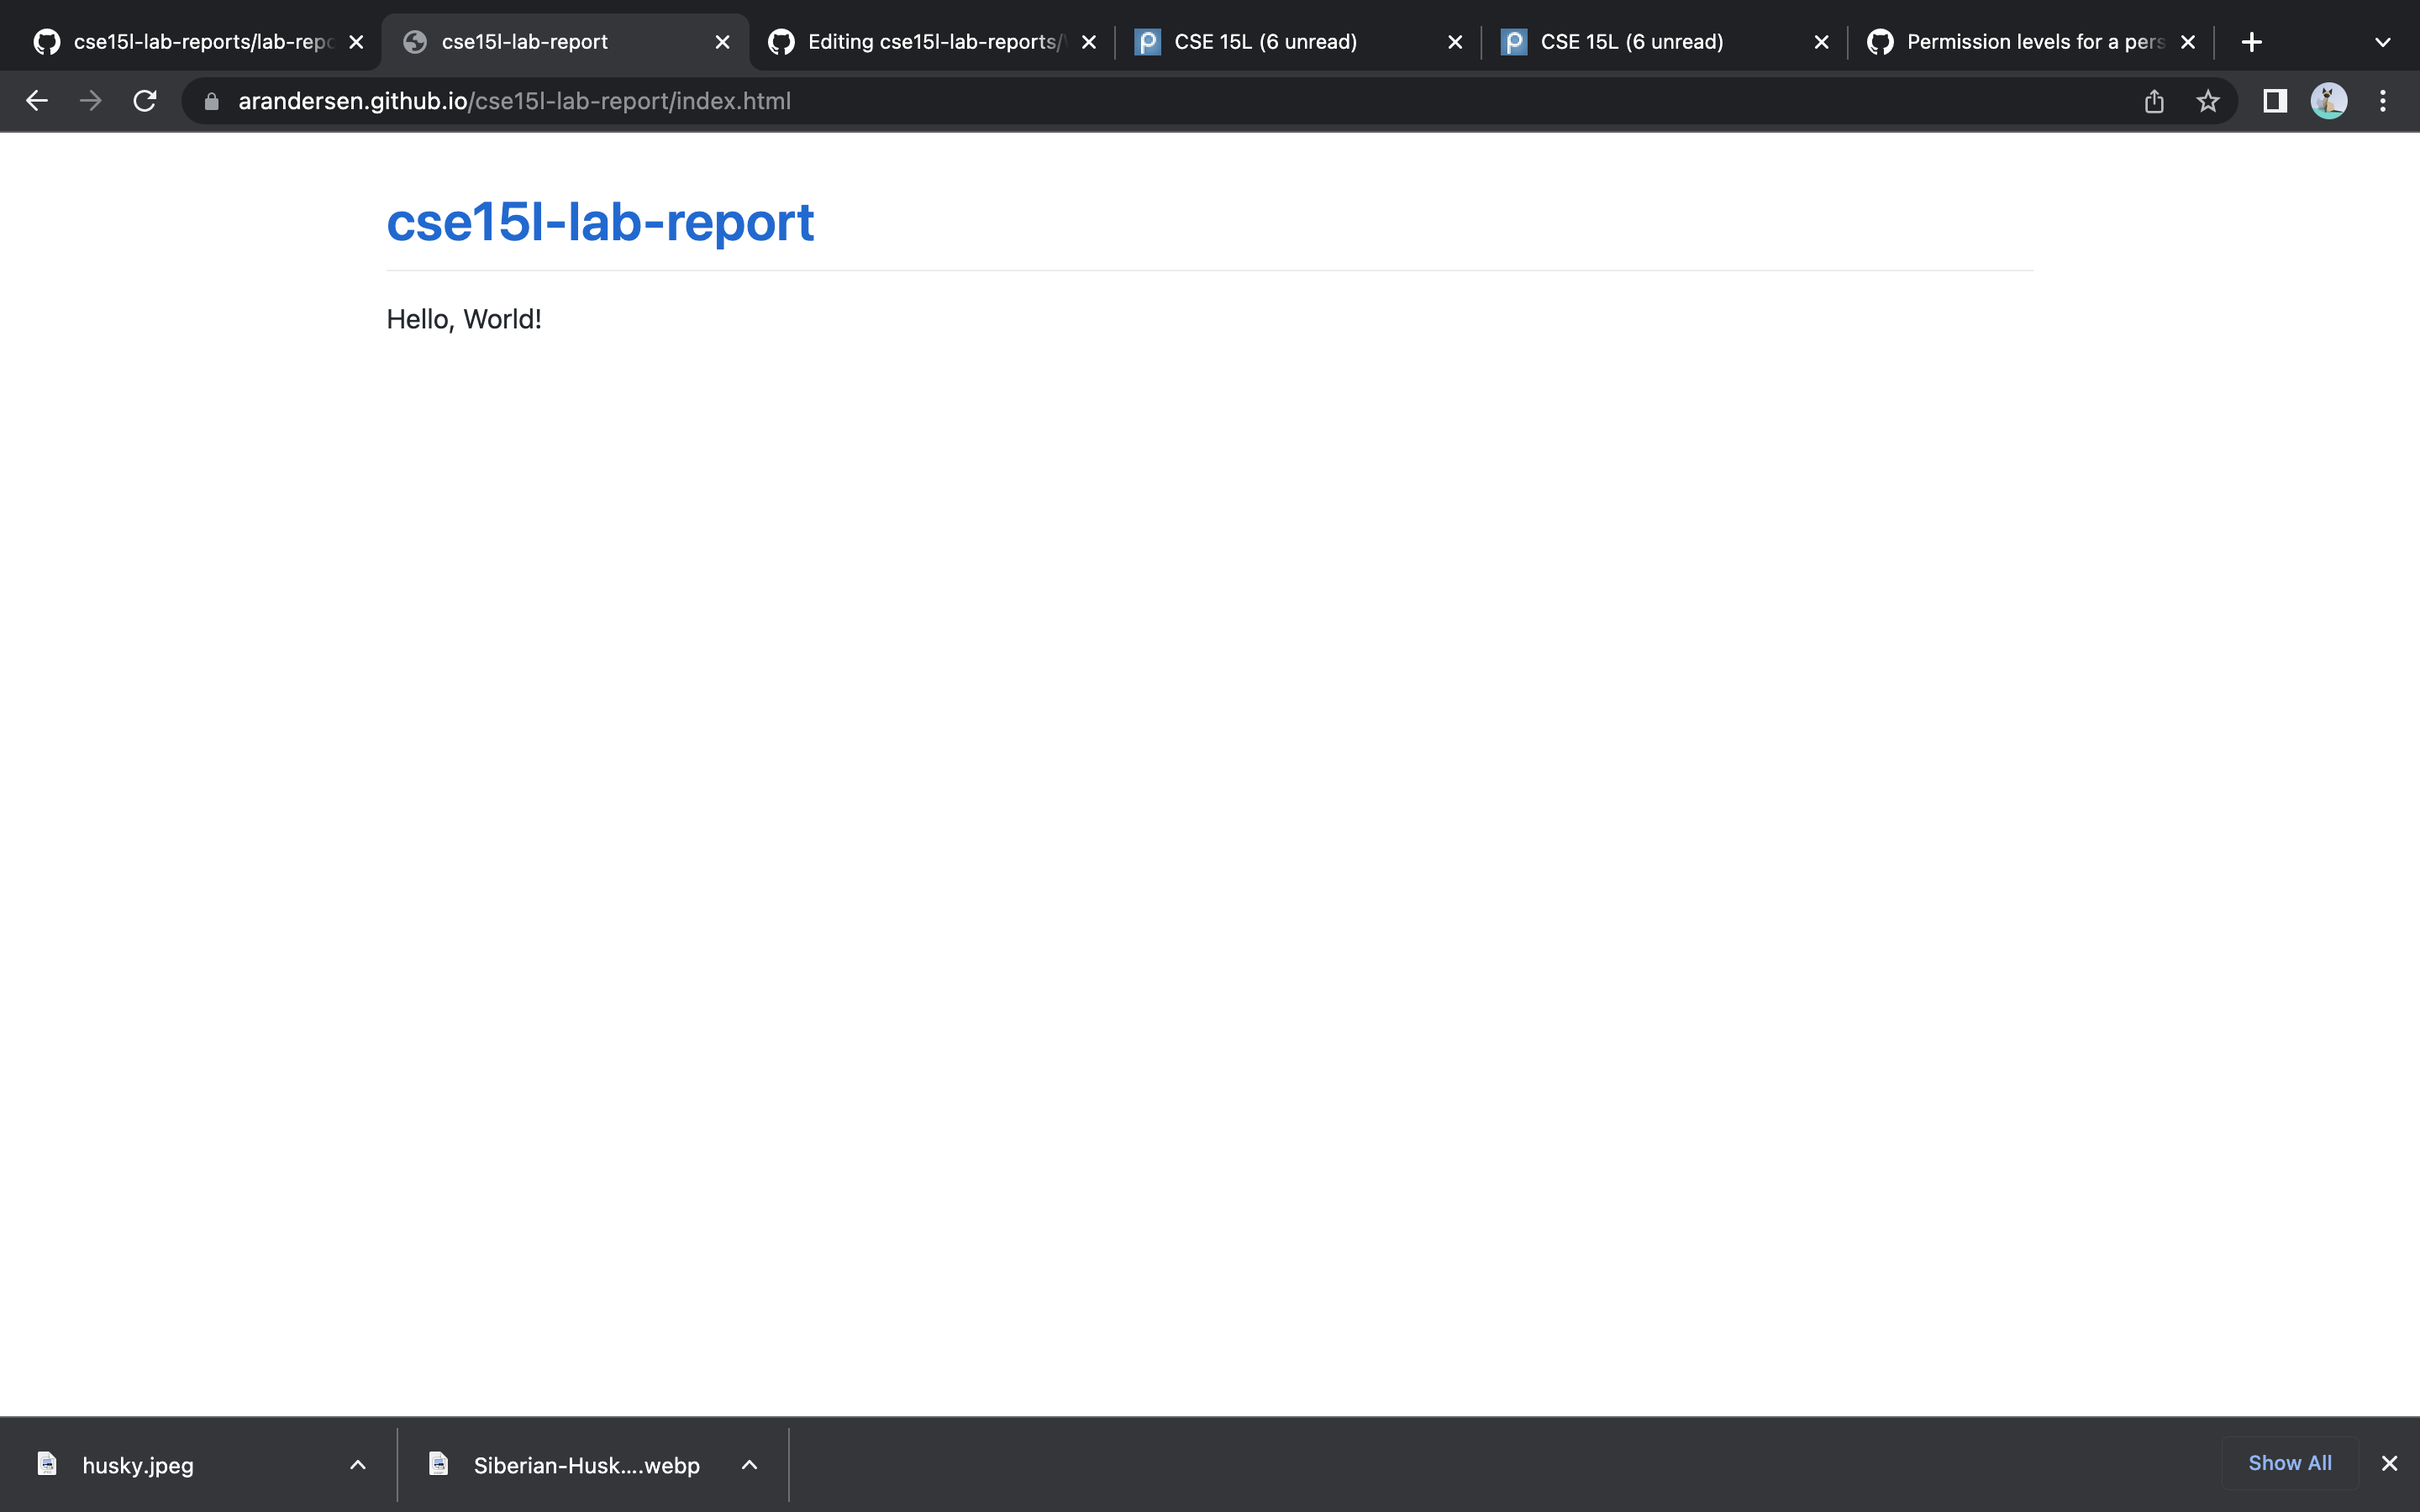 cse15l-lab-reports/lab-repo
cse15l-lab-report
Editing cse15l-lab-reports/
CSE 15L (6 unread)
CSE 15L (6 unread)
Permission levels for a pers
arandersen.github.io/cse15l-lab-report/index.html
cse15l-lab-report
Hello, World!
husky.jpeg
Siberian-Husk....webp
Show All